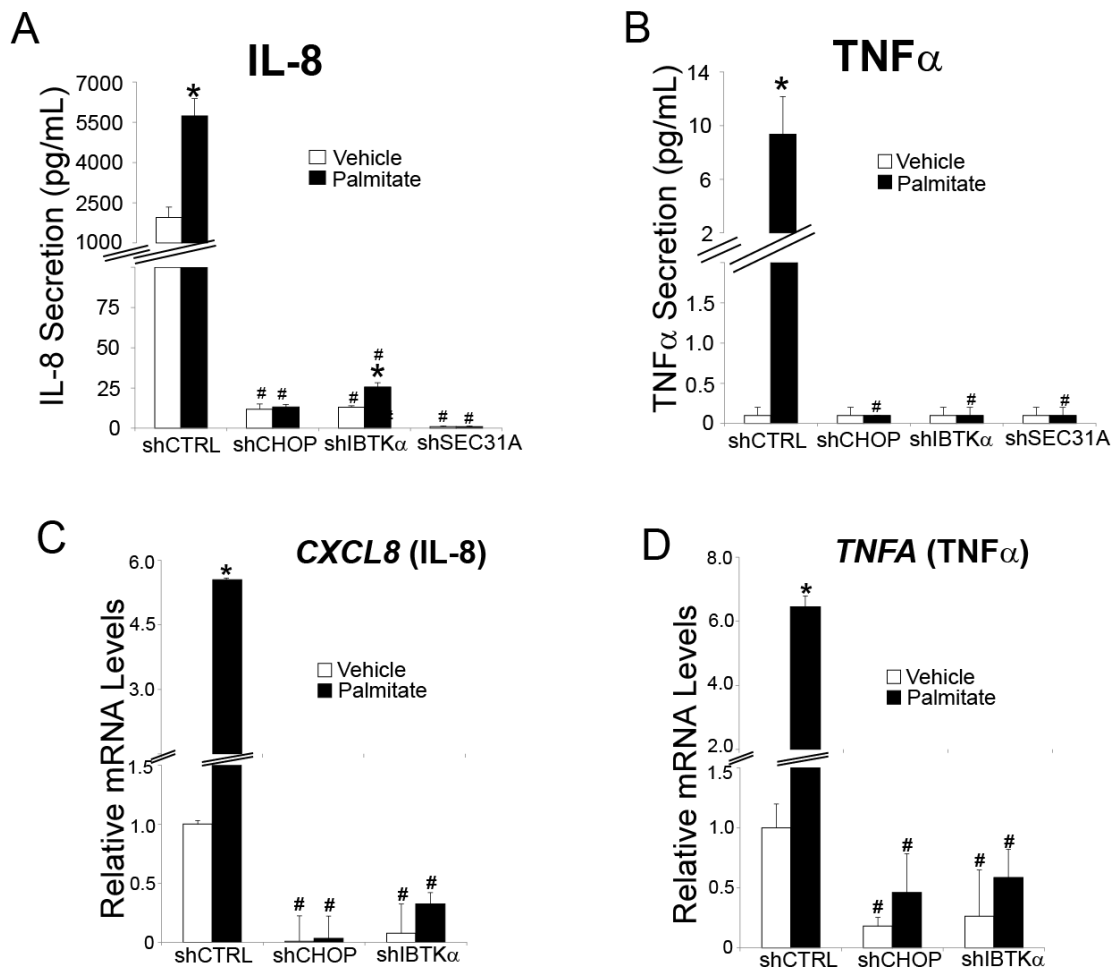 A
IL-8
IL-8 Secretion (pg/mL)
7000
5500
4000
2500
1000
75
50
25
0
*
Vehicle
Palmitate
# #
#
#
*
# #
shCTRL shCHOP shIBTKα shSEC31A
B
TNFα
TNFα Secretion (pg/mL)
14
10
6
2
1.5
1.0
0.5
0
*
Vehicle
Palmitate
# # #
shCTRL shCHOP shIBTKα shSEC31A
C
CXCL8 (IL-8)
Relative mRNA Levels
6.0
4.5
3.0
1.5
1.0
0.5
0
*
Vehicle
Palmitate
# # # #
shCTRL shCHOP shIBTKα
D
TNFA (TNFα)
Relative mRNA Levels
8.0
6.0
4.0
2.0
1.5
1.0
0.5
0
*
Vehicle
Palmitate
# # # #
shCTRL shCHOP shIBTKα